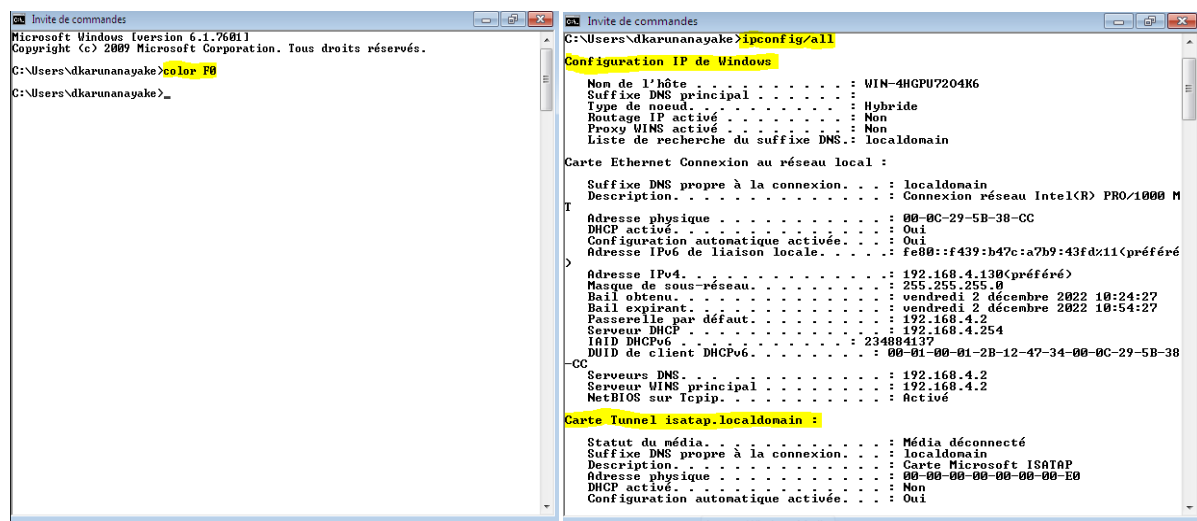 Invite de commandes
Microsoft Windows [version 6.1.7601]
Copyright (c) 2009 Microsoft Corporation. Tous droits réservés.
C:\Users\dkarunanayake>color F0
C:\Users\dkarunanayake>_
Invite de commandes
C:\Users\dkarunanayake>ipconfig/all
Configuration IP de Windows
Nom de l'hôte . . . . . . . . . . : WIN-4HGPU7204K6
Suffixe DNS principal . . . . . . :
Type de noeud. . . . . . . . . . : Hybride
Routage IP activé . . . . . . . . : Non
Proxy WINS activé . . . . . . . . : Non
Liste de recherche du suffixe DNS.: localdomain
Carte Ethernet Connexion au réseau local :
Suffixe DNS propre à la connexion. . . : localdomain
Description. . . . . . . . . . . . . . : Connexion réseau Intel(R) PRO/1000 M
T
Adresse physique . . . . . . . . . . . : 00-0C-29-5B-38-CC
DHCP activé. . . . . . . . . . . . . . : Oui
Configuration automatique activée. . . : Oui
Adresse IPv6 de liaison locale. . . . .: fe80::f439:b47c:a7b9:43fd%11(préféré
)
Adresse IPv4. . . . . . . . . . . . . .: 192.168.4.130(préféré)
Masque de sous-réseau. . . . . . . . . : 255.255.255.0
Bail obtenu. . . . . . . . . . . . . . : vendredi 2 décembre 2022 10:24:27
Bail expirant. . . . . . . . . . . . . : vendredi 2 décembre 2022 10:54:27
Passerelle par défaut. . . . . . . . . : 192.168.4.2
Serveur DHCP . . . . . . . . . . . . . : 192.168.4.254
IAID DHCPv6 . . . . . . . . . . . : 234884137
DUID de client DHCPv6. . . . . . . . : 00-01-00-01-2B-12-47-34-00-0C-29-5B-38
-CC
Serveurs DNS. . . . . . . . . . . . . : 192.168.4.2
Serveur WINS principal . . . . . . . . : 192.168.4.2
NetBIOS sur Tcpip. . . . . . . . . . . : Activé
Carte Tunnel isatap.localdomain :
Statut du média. . . . . . . . . . . . : Média déconnecté
Suffixe DNS propre à la connexion. . . : localdomain
Description. . . . . . . . . . . . . . : Carte Microsoft ISATAP
Adresse physique . . . . . . . . . . . : 00-00-00-00-00-00-00-E0
DHCP activé. . . . . . . . . . . . . . : Non
Configuration automatique activée. . . : Oui